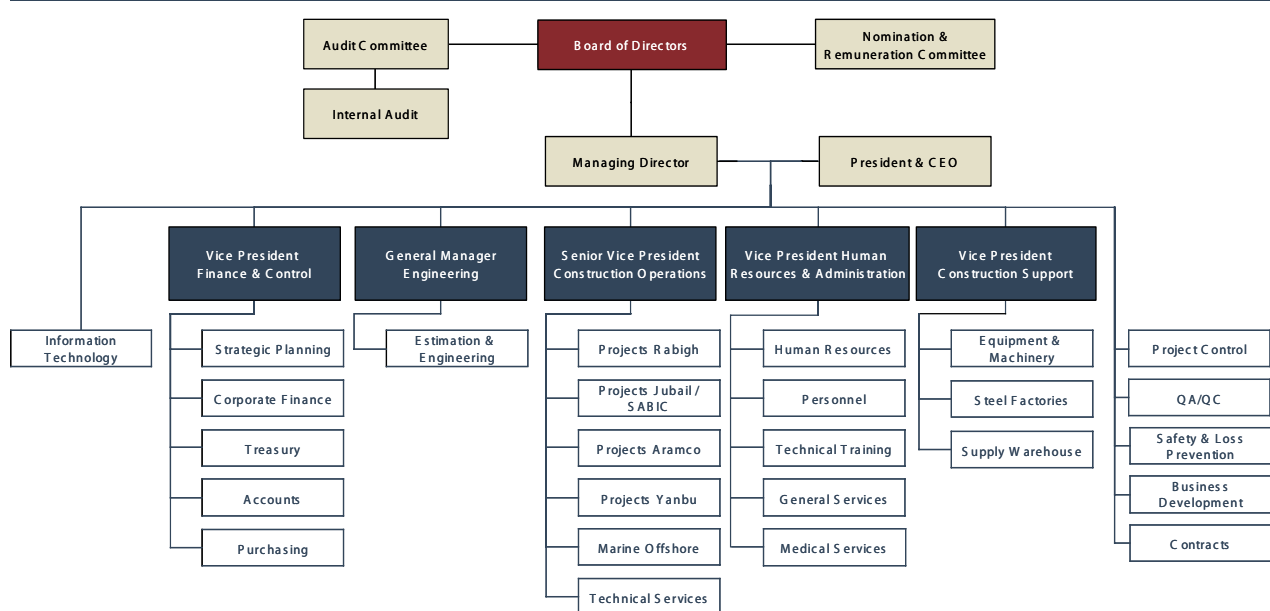 Audit Committee
Board of Directors
Nomination &
Remuneration Committee
Internal Audit
Managing Director
President & CEO
Vice President
Finance & Control
General Manager
Engineering
Senior Vice President
Construction Operations
Vice President Human
Resources & Administration
Vice President
Construction Support
Information
Technology
Strategic Planning
Corporate Finance
Treasury
Accounts
Purchasing
Estimation &
Engineering
Projects Rabigh
Projects Jubail /
SABIC
Projects Aramco
Projects Yanbu
Marine Offshore
Technical Services
Human Resources
Personnel
Technical Training
General Services
Medical Services
Equipment &
Machinery
Steel Factories
Supply Warehouse
Project Control
QA/QC
Safety & Loss
Prevention
Business
Development
Contracts